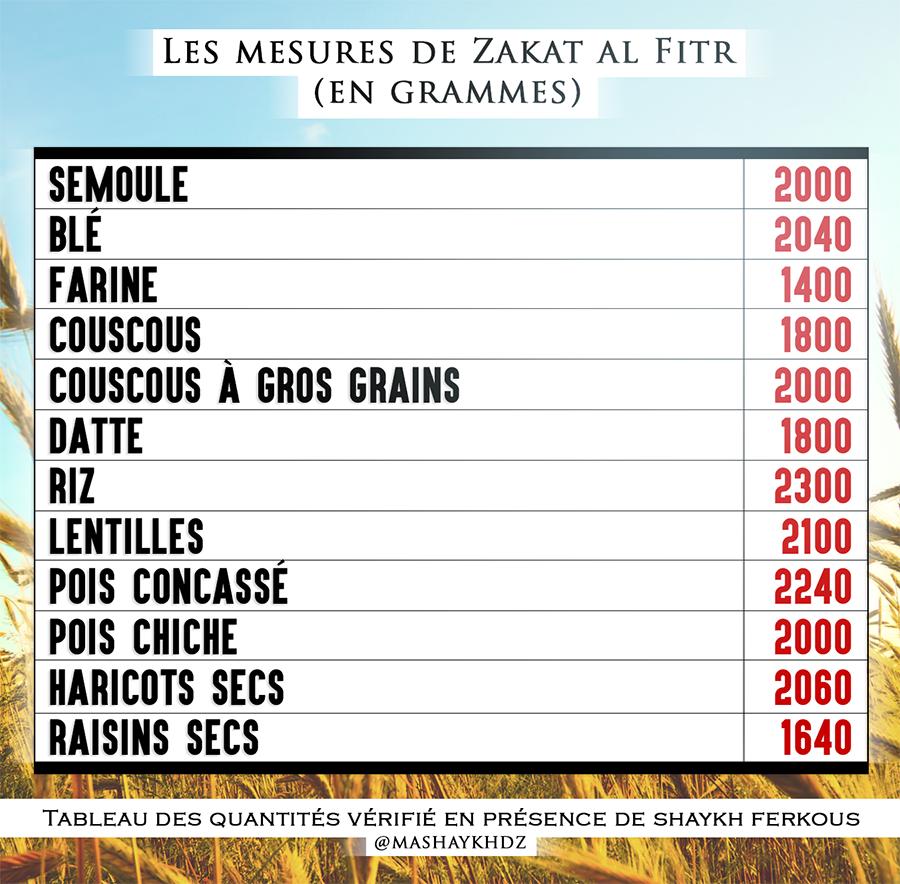 Les mesures de Zakat al Fitr
(en grammes)
SEMOULE 2000
BLÉ 2040
FARINE 1400
COUSCOUS 1800
COUSCOUS À GROS GRAINS 2000
DATTE 1800
RIZ 2300
LENTILLES 2100
POIS CONCASSÉ 2240
POIS CHICHE 2000
HARICOTS SECS 2060
RAISINS SECS 1640
Tableau des quantités vérifié en présence de shaykh Ferkous
@MASHAYKHDZ